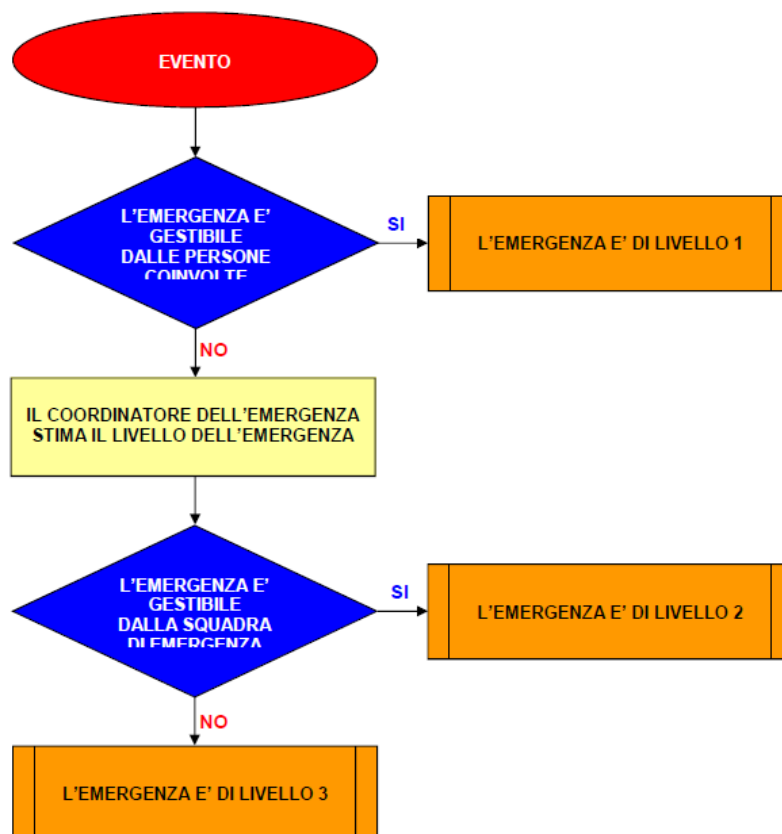 EVENTO
L'EMERGENZA E'
GESTIBILE
DALLE PERSONE
COINVOLTE
SI
L'EMERGENZA E' DI LIVELLO 1
NO
IL COORDINATORE DELL'EMERGENZA
STIMA IL LIVELLO DELL'EMERGENZA
L'EMERGENZA E'
GESTIBILE
DALLA SQUADRA
DI EMERGENZA
SI
L'EMERGENZA E' DI LIVELLO 2
NO
L'EMERGENZA E' DI LIVELLO 3